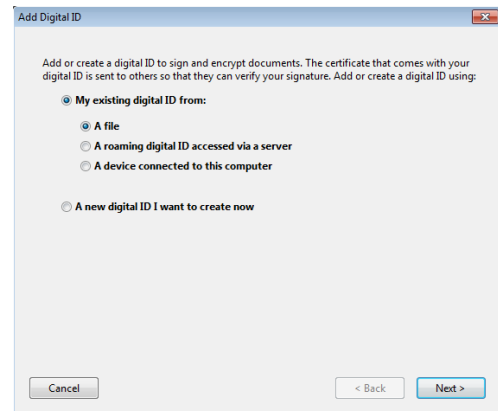 Add Digital ID
Add or create a digital ID to sign and encrypt documents. The certificate that comes with your
digital ID is sent to others so that they can verify your signature. Add or create a digital ID using:
My existing digital ID from:
A file
A roaming digital ID accessed via a server
A device connected to this computer
A new digital ID I want to create now
Cancel
< Back
Next >